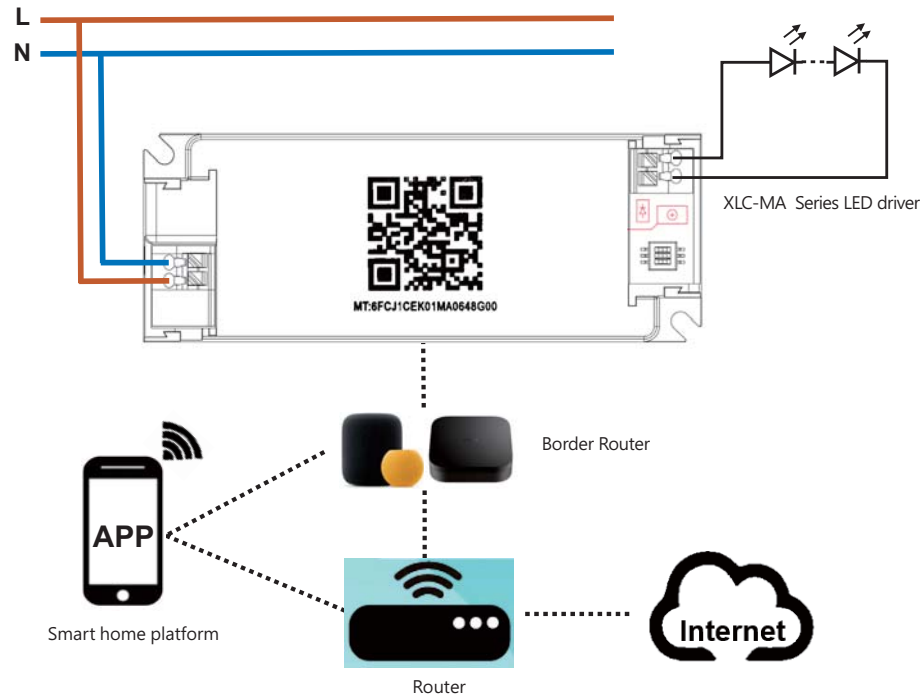 L
N
XLC-MA Series LED driver
MT:6FCJ1CEK01MA0648G00
Border Router
APP
Smart home platform
Internet
Router